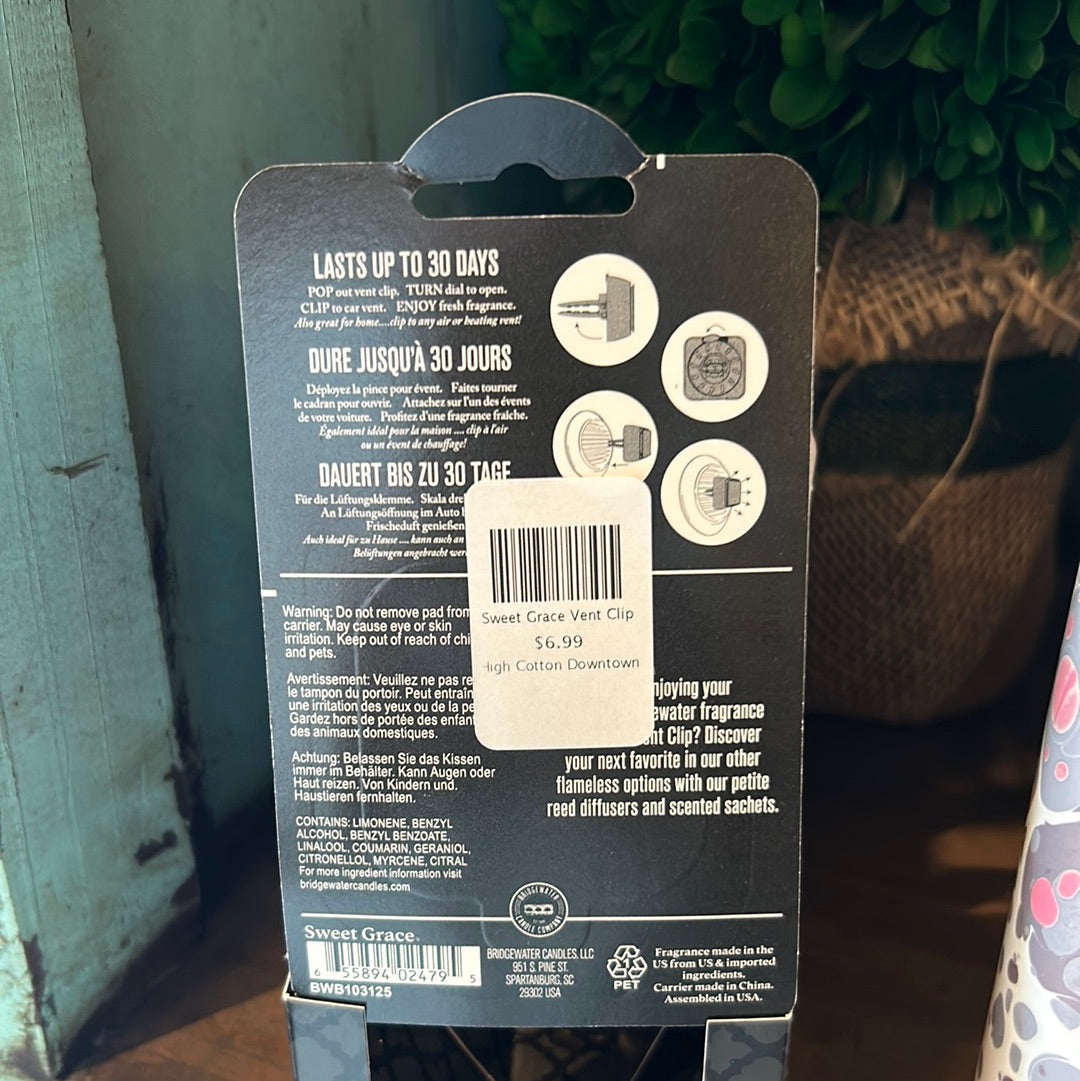 LASTS UP TO 30 DAYS
POP out vent clip. TURN dial to open.
CLIP to car vent. ENJOY fresh fragrance.
Also great for home....clip to any air or heating vent!
DURE JUSQU'À 30 JOURS
Déployez la pince pour évent. Faites tourner
le cadran pour ouvrir. Attachez sur l'un des évents
de votre voiture. Profitez d'une fragrance fraîche.
Également idéal pour la maison .... clip à l'air
ou un évent de chauffage!
DAUERT BIS ZU 30 TAGE
Für die Lüftungsklemme. Skala
An Lüftungsöffnung im Auto
Frischeduft genießen
Auch ideal für zu Hause .... kann auch an
Belüftungen angebracht
Sweet Grace Vent Clip
$6.99
High Cotton Downtown
Warning: Do not remove pad from
carrier. May cause eye or skin
irritation. Keep out of reach of
and pets.
Avertissement: Veuillez ne pas
le tampon du portoir. Peut
une irritation des yeux ou de la
Gardez hors de portée des
des animaux domestiques.
Achtung: Belassen Sie das Kissen
immer im Behälter. Kann Augen oder
Haut reizen. Von Kindern und.
Haustieren fernhalten.
CONTAINS: LIMONENE, BENZYL
ALCOHOL, BENZYL BENZOATE,
LINALOOL, COUMARIN, GERANIOL,
CITRONELLOL, MYRCENE, CITRAL
For more ingredient information visit
bridgewatercandles.com
your
fragrance
Clip? Discover
your next favorite in our other
flameless options with our petite
reed diffusers and scented sachets.
BRIDGEWATER
CANDLE COMPANY
Sweet Grace
6 55894 02479 5
BWB103125
BRIDGEWATER CANDLES, LLC
951 S. PINE ST.
SPARTANBURG, SC
29302 USA
1
PET
Fragrance made in the
US from US & imported
ingredients.
Carrier made in China.
Assembled in USA.